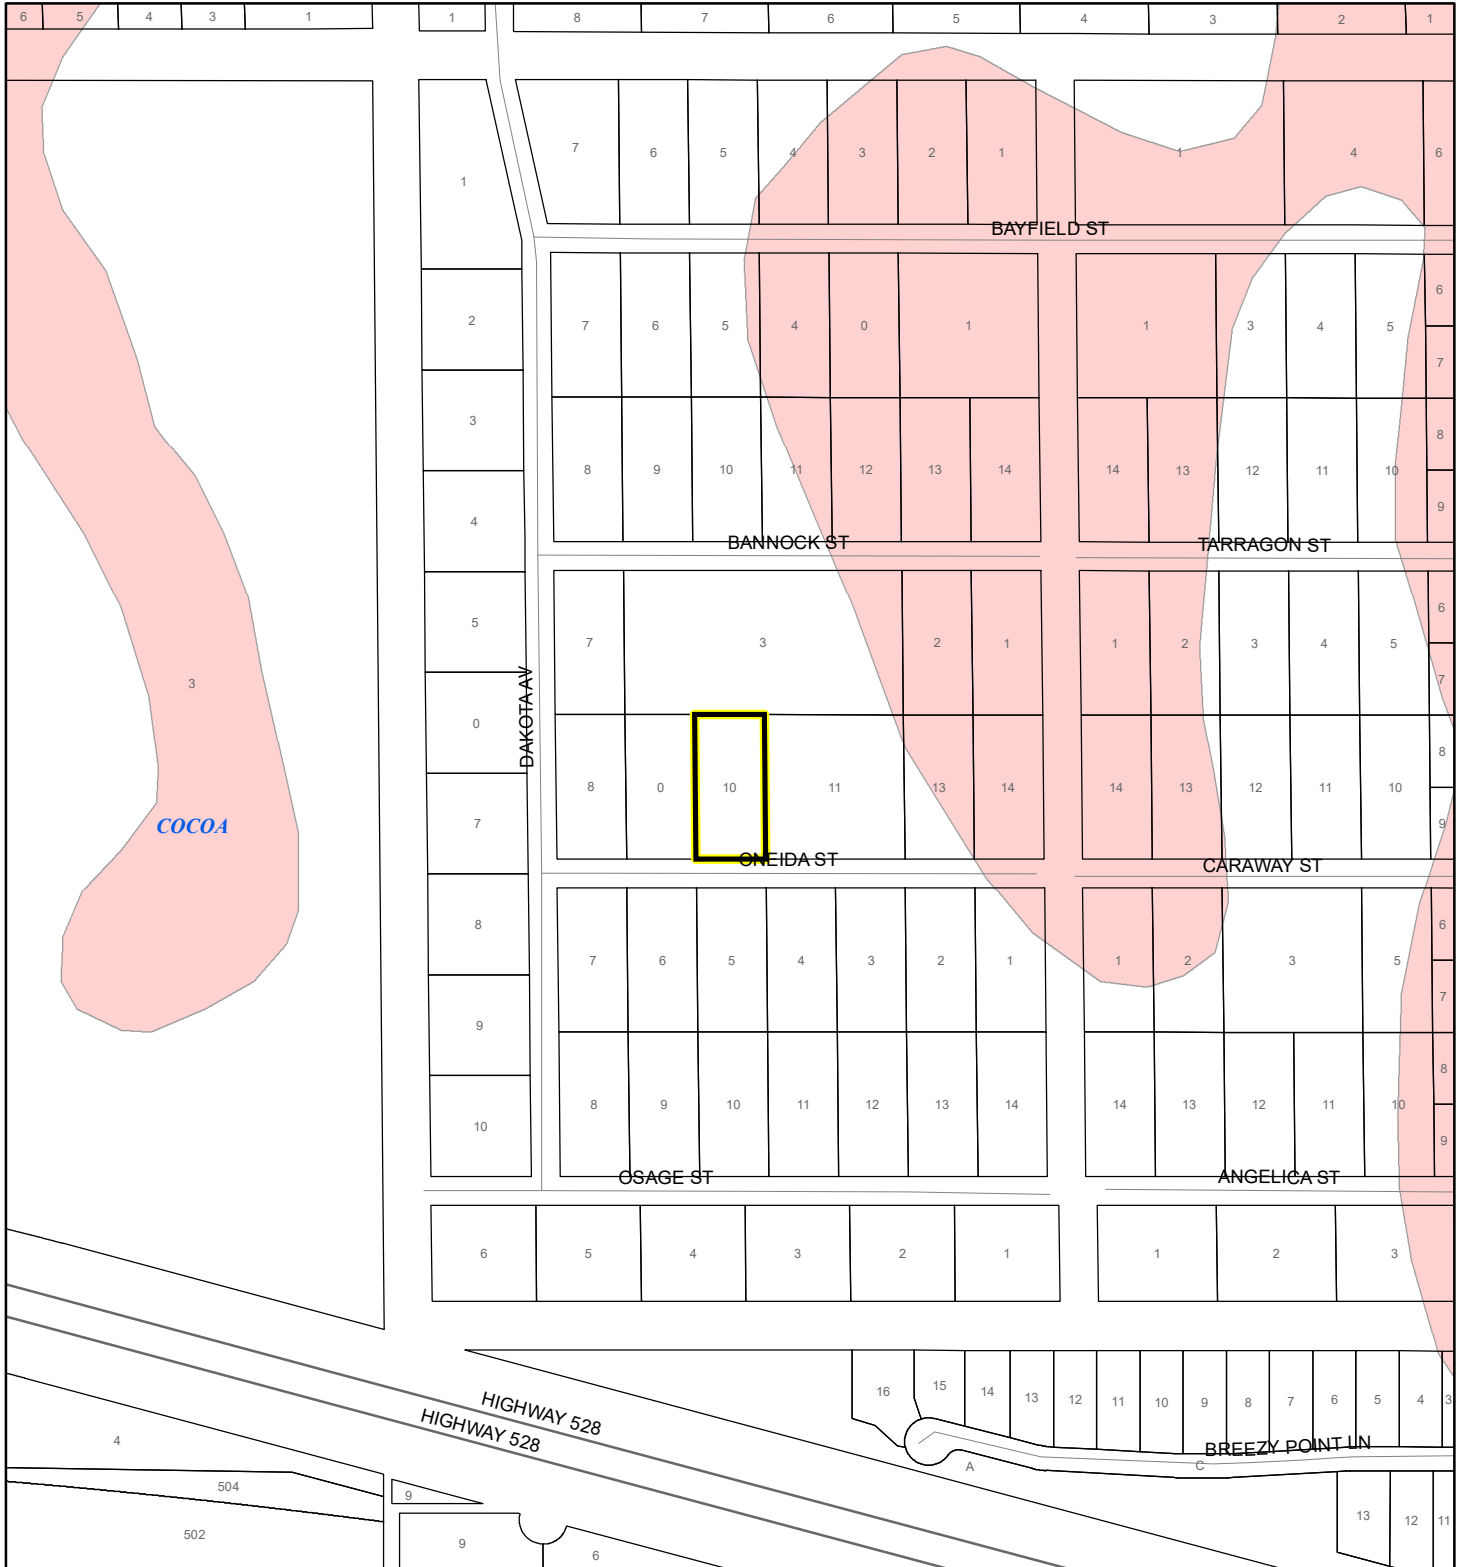 6 5 4 3 1 1 8 7 6 5 4 3 2 1
7 6 5 4 3 2 1 1 4 6
1
BAYFIELD ST
2 7 6 5 4 0 1 1 3 4 5 6
7
3 8 9 10 11 12 13 14 14 13 12 11 10 8
9
4
BANNOCK ST TARRAGON ST
5 7 3 2 1 1 2 3 4 5 6
7
3
DAKOTA AV
0 8 0 10 11 13 14 14 13 12 11 10 8
9
7
COCOA
ONEIDA ST CARAWAY ST
8 7 6 5 4 3 2 1 1 2 3 5 6
7
9
10 8 9 10 11 12 13 14 14 13 12 11 10 8
9
OSAGE ST ANGELICA ST
6 5 4 3 2 1 1 2 3
16 15 14 13 12 11 10 9 8 7 6 5 4 3
HIGHWAY 528
HIGHWAY 528
BREEZY POINT LN
4 A C
504 9
502 9 6 13 12 11